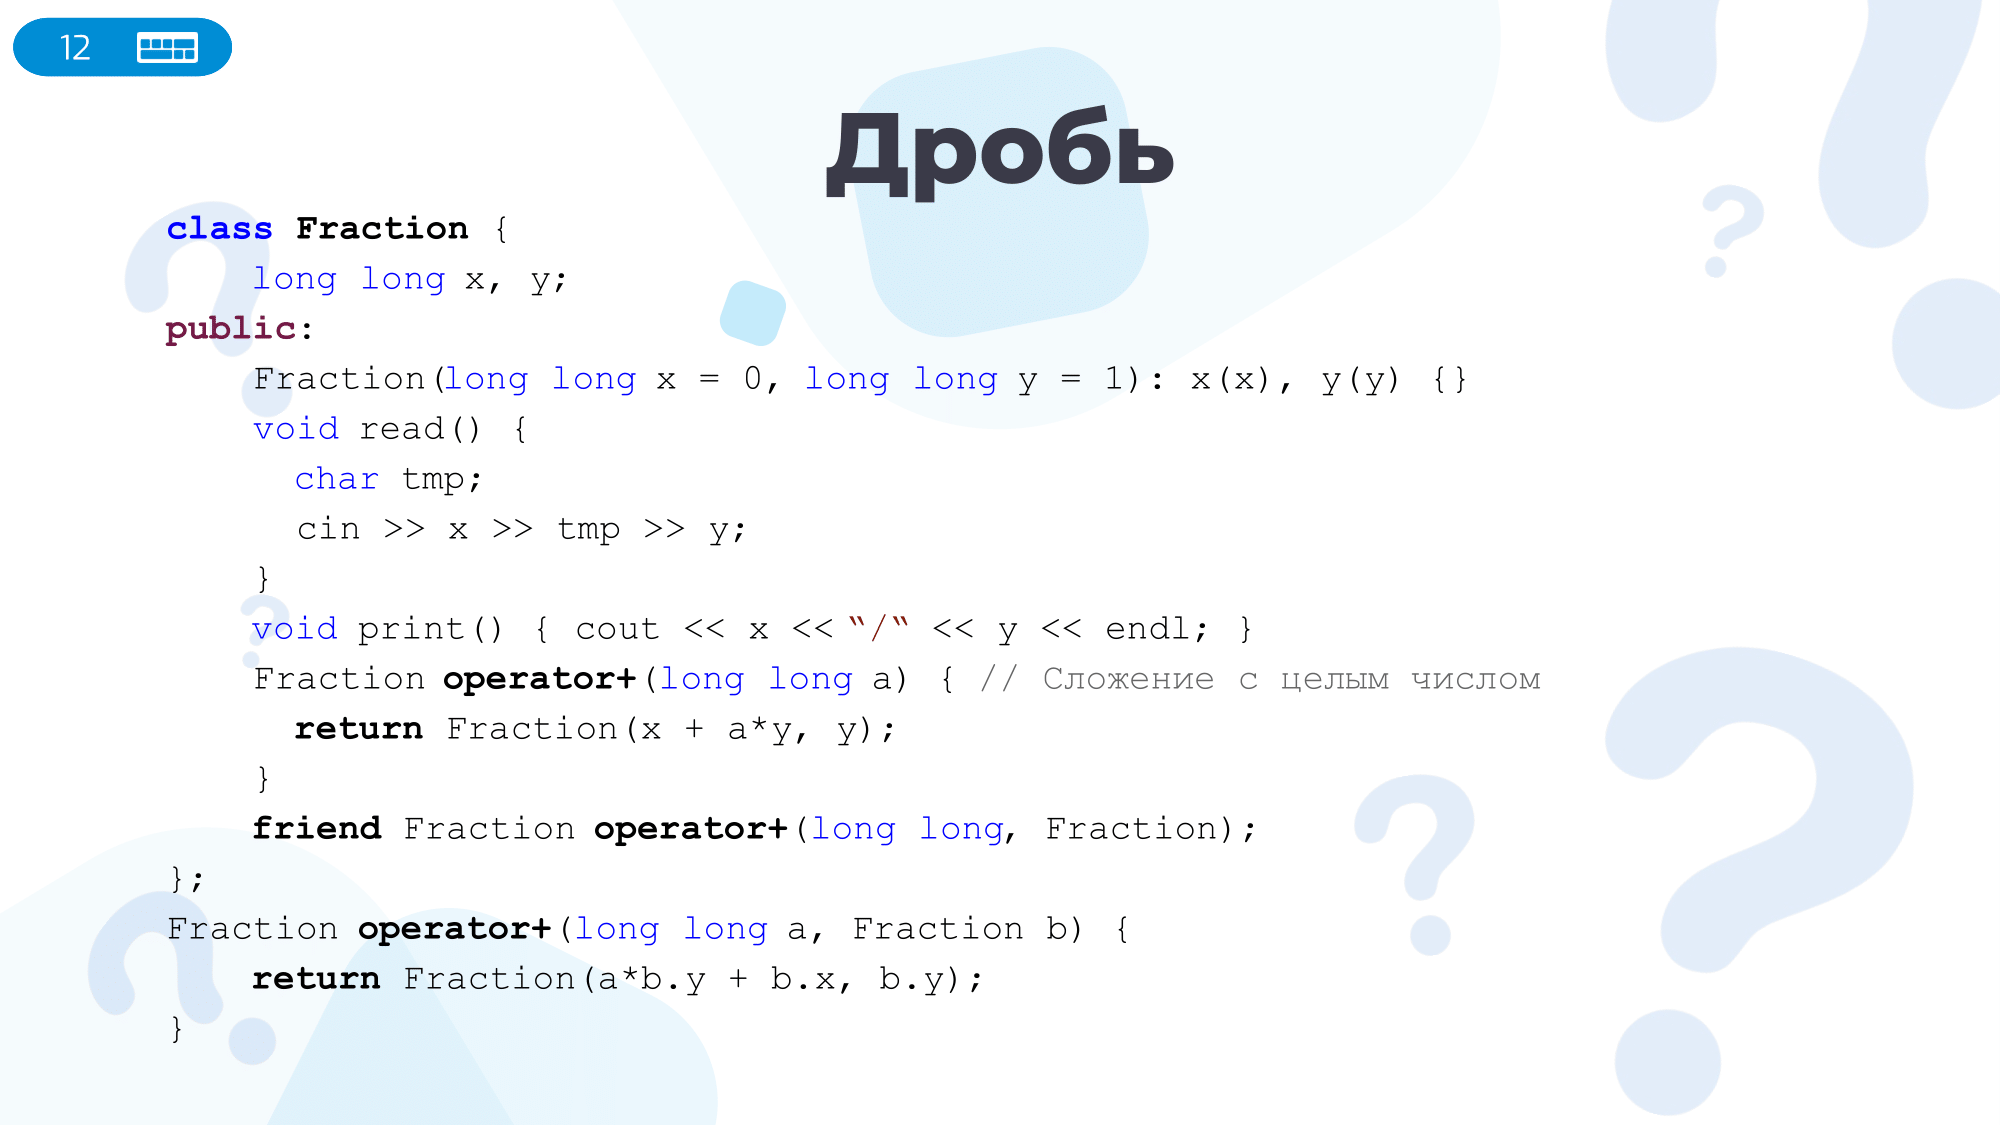 12
Дробь
class Fraction {
    long long x, y;
public:
    Fraction(long long x = 0, long long y = 1): x(x), y(y) {}
    void read() {
      char tmp;
      cin >> x >> tmp >> y;
    }
    void print() { cout << x << “/“ << y << endl; }
    Fraction operator+(long long a) { // Сложение с целым числом
      return Fraction(x + a*y, y);
    }
    friend Fraction operator+(long long, Fraction);
};
Fraction operator+(long long a, Fraction b) {
    return Fraction(a*b.y + b.x, b.y);
}